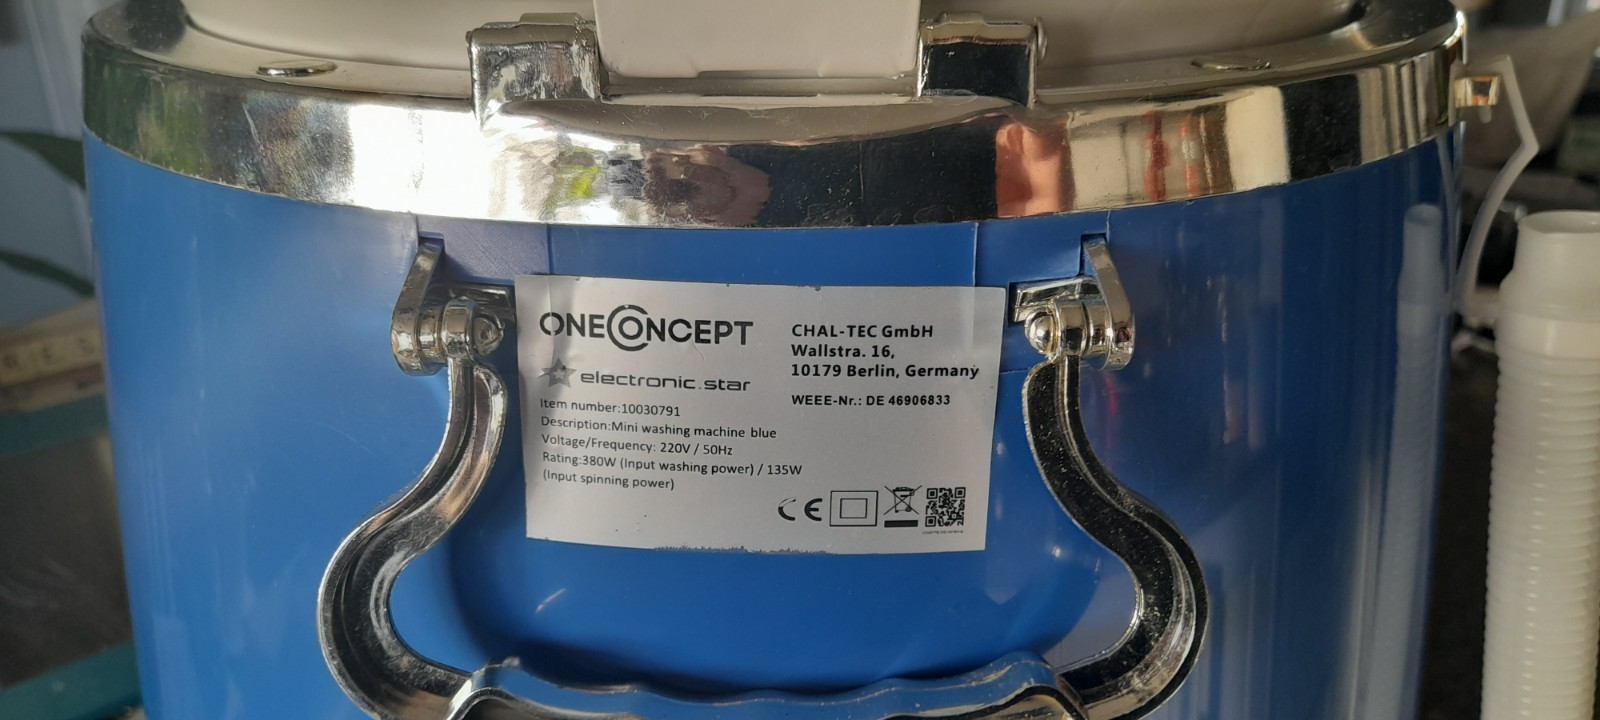 ONECONCEPT
electronic.star
Item number:10030791
Description:Mini washing machine blue
Voltage/Frequency: 220V / 50Hz
Rating:380W (Input washing power) / 135W
(Input spinning power)
CHAL-TEC GmbH
Wallstra. 16,
10179 Berlin, Germany
WEEE-Nr.: DE 46906833
CE